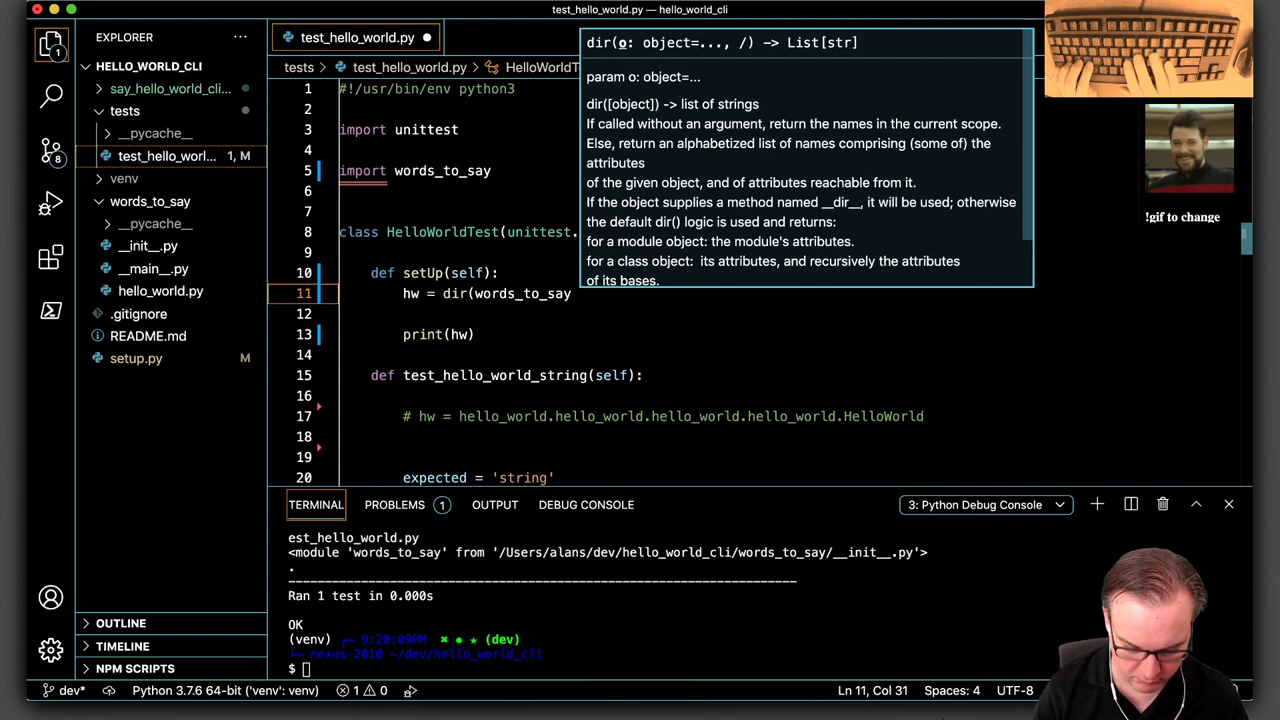 test_hello_world.py — hello_world_cli
EXPLORER
HELLO_WORLD_CLI
say_hello_world_cli...
tests
__pycache__
test_hello_worl... 1, M
venv
words_to_say
__pycache__
__init__.py
__main__.py
hello_world.py
.gitignore
README.md
setup.py M
OUTLINE
TIMELINE
NPM SCRIPTS
1
8
test_hello_world.py
tests > test_hello_world.py > HelloWorldT
1 #!/usr/bin/env python3
2
3 import unittest
4
5 import words_to_say
6
7
8 class HelloWorldTest(unittest.
9
10 def setUp(self):
11 hw = dir(words_to_say
12
13 print(hw)
14
15 def test_hello_world_string(self):
16
17 # hw = hello_world.hello_world.hello_world.hello_world.HelloWorld
18
19
20 expected = 'string'
dir(o: object=..., /) -> List[str]
param o: object=...
dir([object]) -> list of strings
If called without an argument, return the names in the current scope.
Else, return an alphabetized list of names comprising (some of) the
attributes
of the given object, and of attributes reachable from it.
If the object supplies a method named __dir__, it will be used; otherwise
the default dir() logic is used and returns:
for a module object: the module's attributes.
for a class object: its attributes, and recursively the attributes
of its bases.
!gif to change
TERMINAL PROBLEMS 1 OUTPUT DEBUG CONSOLE 3: Python Debug Console
est_hello_world.py
<module 'words_to_say' from '/Users/alans/dev/hello_world_cli/words_to_say/__init__.py'>
.
----------------------------------------------------------------------
Ran 1 test in 0.000s
OK
(venv) 9:20:09PM ✖ ● ★ (dev)
nexus-2010 ~/dev/hello_world_cli
$
dev* Python 3.7.6 64-bit ('venv': venv) 1 0 Ln 11, Col 31 Spaces: 4 UTF-8